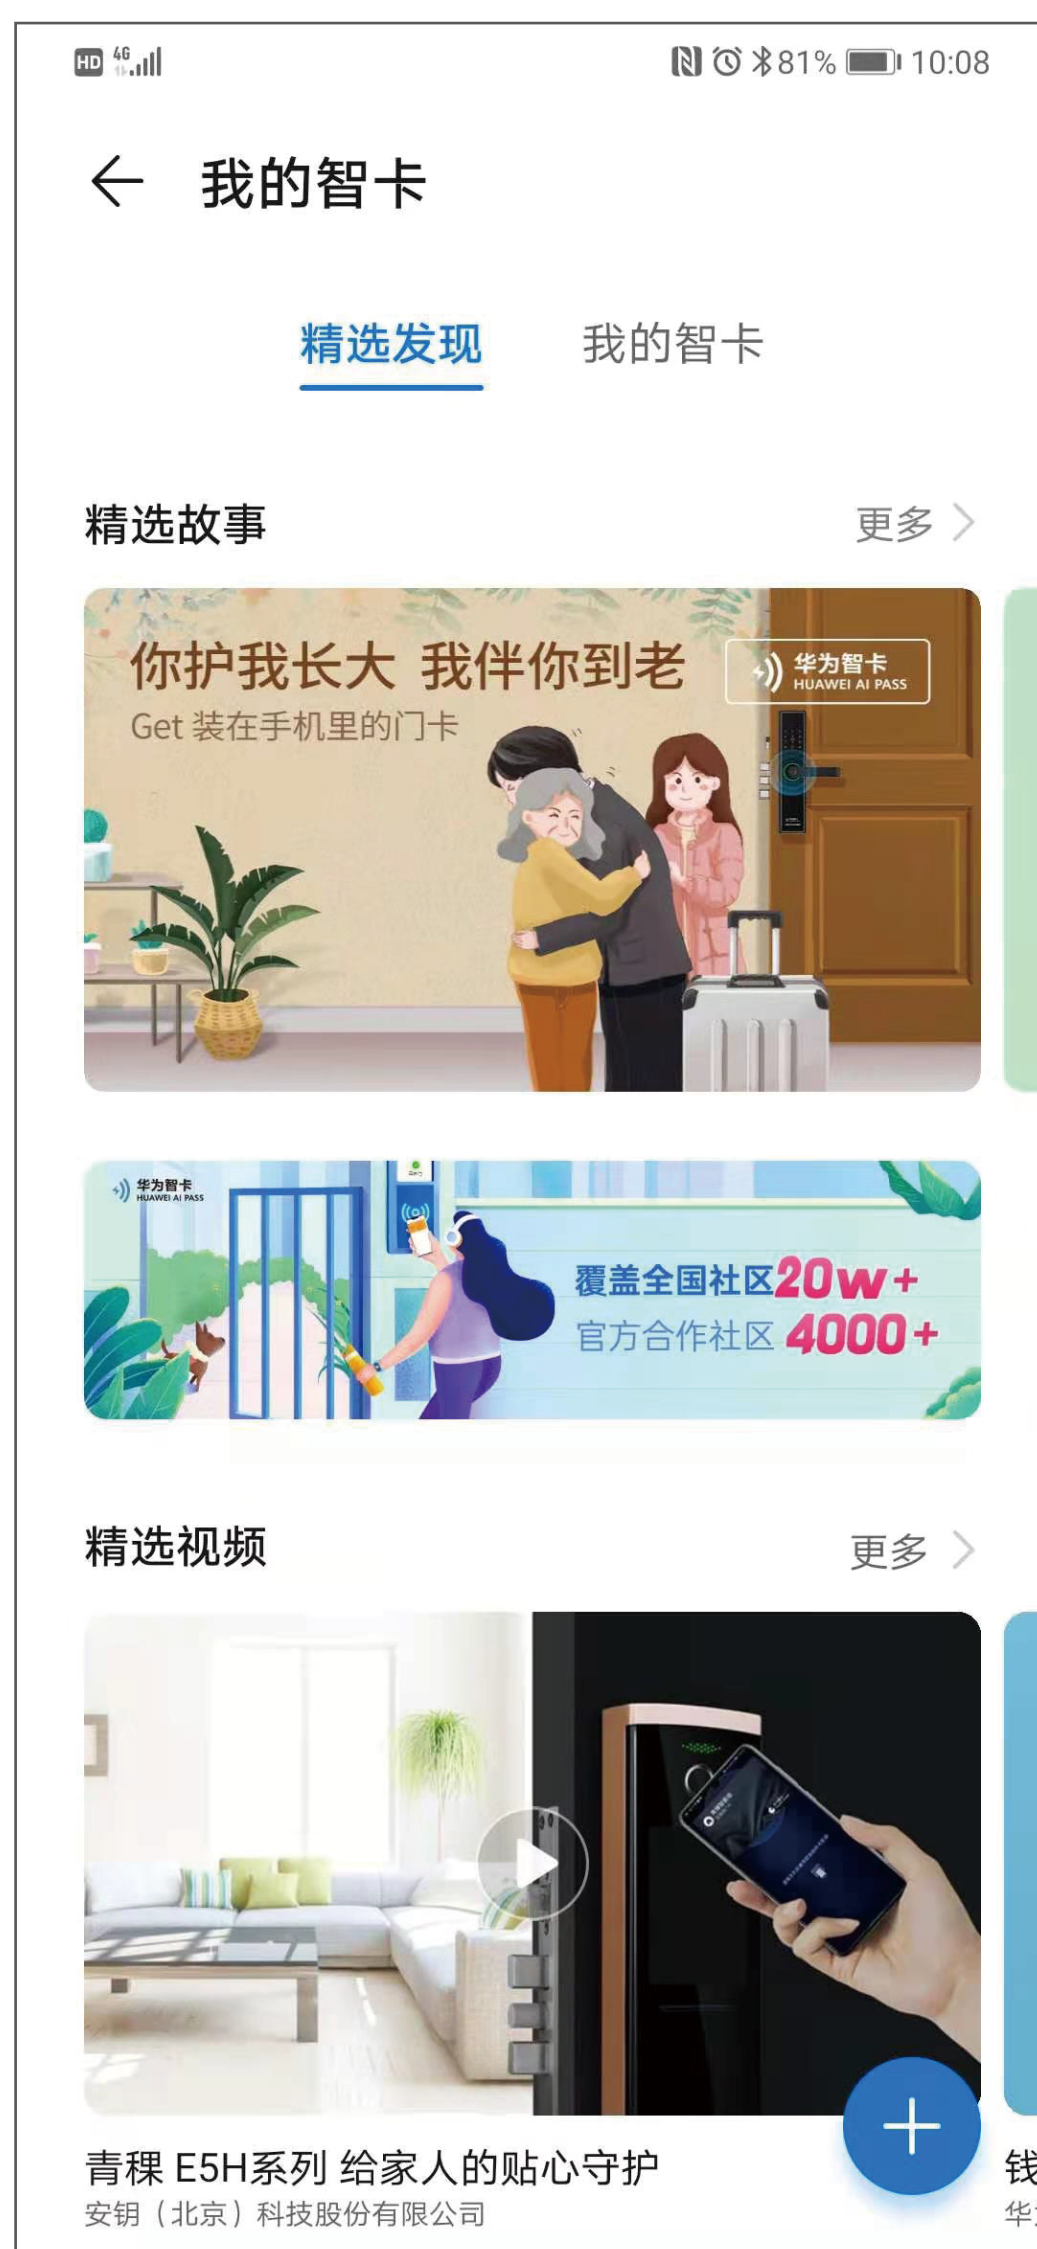 HD 4G 81% 10:08
我的智卡
精选发现 我的智卡
精选故事 更多
你护我长大 我伴你到老
Get 装在手机里的门卡
华为智卡
HUAWEI AI PASS
华为智卡
HUAWEI AI PASS
覆盖全国社区20w+
官方合作社区 4000+
精选视频 更多
青稞 E5H系列 给家人的贴心守护
安钥（北京）科技股份有限公司
钱
华